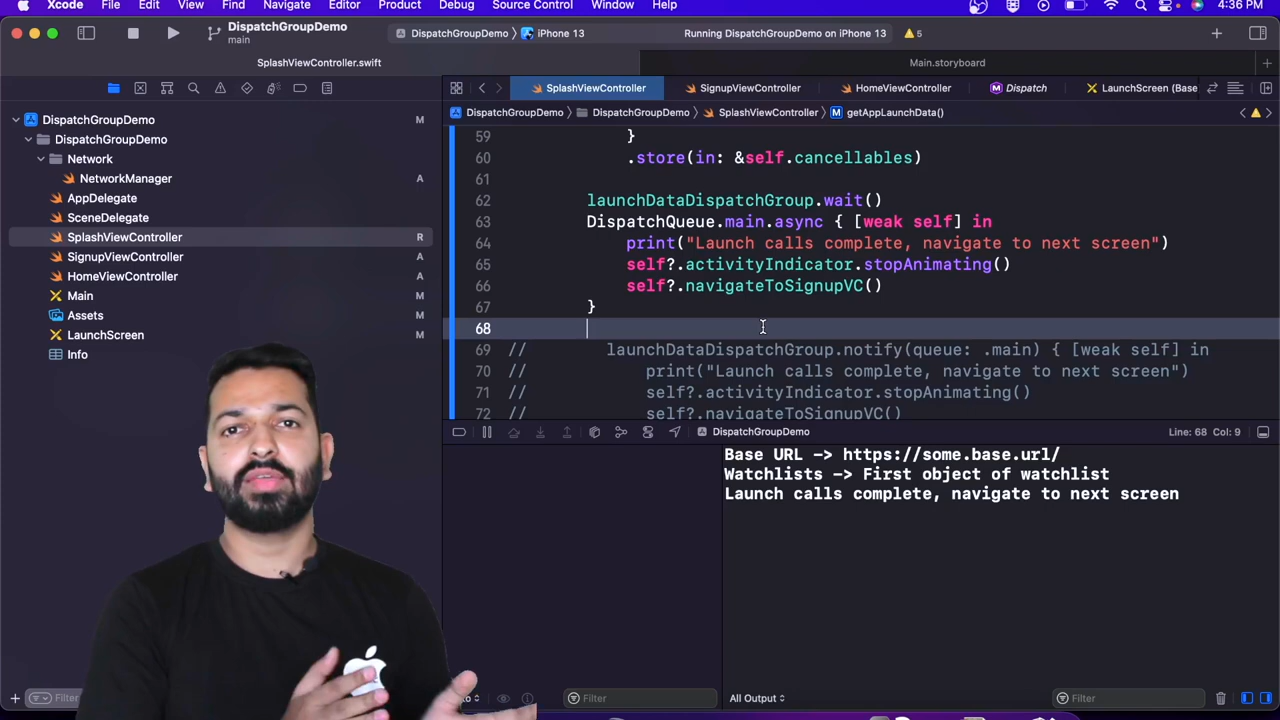 Xcode File Edit View Navigate Editor Product Debug Source Control Window Help 4:36 PM
DispatchGroupDemo
main
DispatchGroupDemo iPhone 13
Running DispatchGroupDemo on iPhone 13
5
SplashViewController.swift
Main.storyboard
SplashViewController SignupViewController HomeViewController Dispatch LaunchScreen (Base
DispatchGroupDemo DispatchGroupDemo SplashViewController getAppLaunchData()
DispatchGroupDemo M
DispatchGroupDemo
Network
NetworkManager A
AppDelegate M
SceneDelegate M
SplashViewController R
SignupViewController A
HomeViewController A
Main M
Assets M
LaunchScreen M
Info
59 }
60 .store(in: &self.cancellables)
61
62 launchDataDispatchGroup.wait()
63 DispatchQueue.main.async { [weak self] in
64 print("Launch calls complete, navigate to next screen")
65 self?.activityIndicator.stopAnimating()
66 self?.navigateToSignupVC()
67 }
68
69 // launchDataDispatchGroup.notify(queue: .main) { [weak self] in
70 // print("Launch calls complete, navigate to next screen")
71 // self?.activityIndicator.stopAnimating()
72 // self?.navigateToSignupVC()
DispatchGroupDemo
Line: 68 Col: 9
Base URL -> https://some.base.url/
Watchlists -> First object of watchlist
Launch calls complete, navigate to next screen
Filter
Filter
All Output
Filter